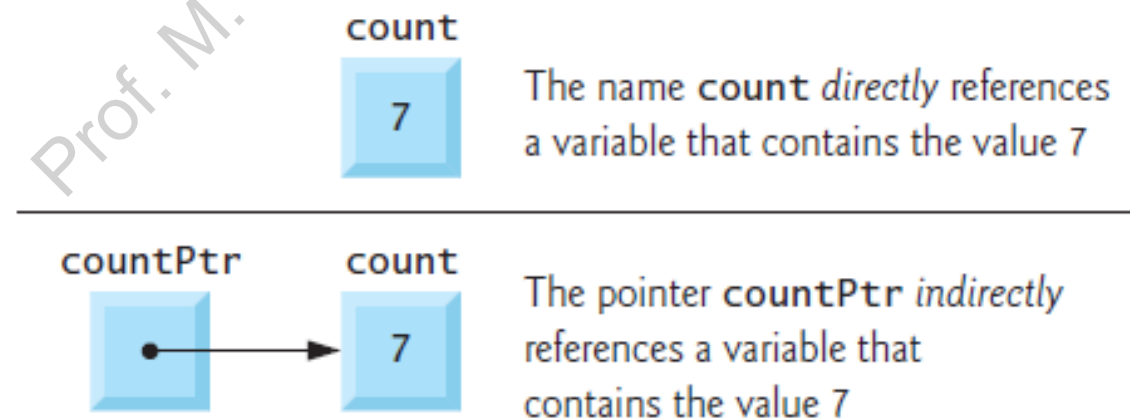 Prof. M.
count
7
The name count directly references
a variable that contains the value 7
countPtr
count
7
The pointer countPtr indirectly
references a variable that
contains the value 7